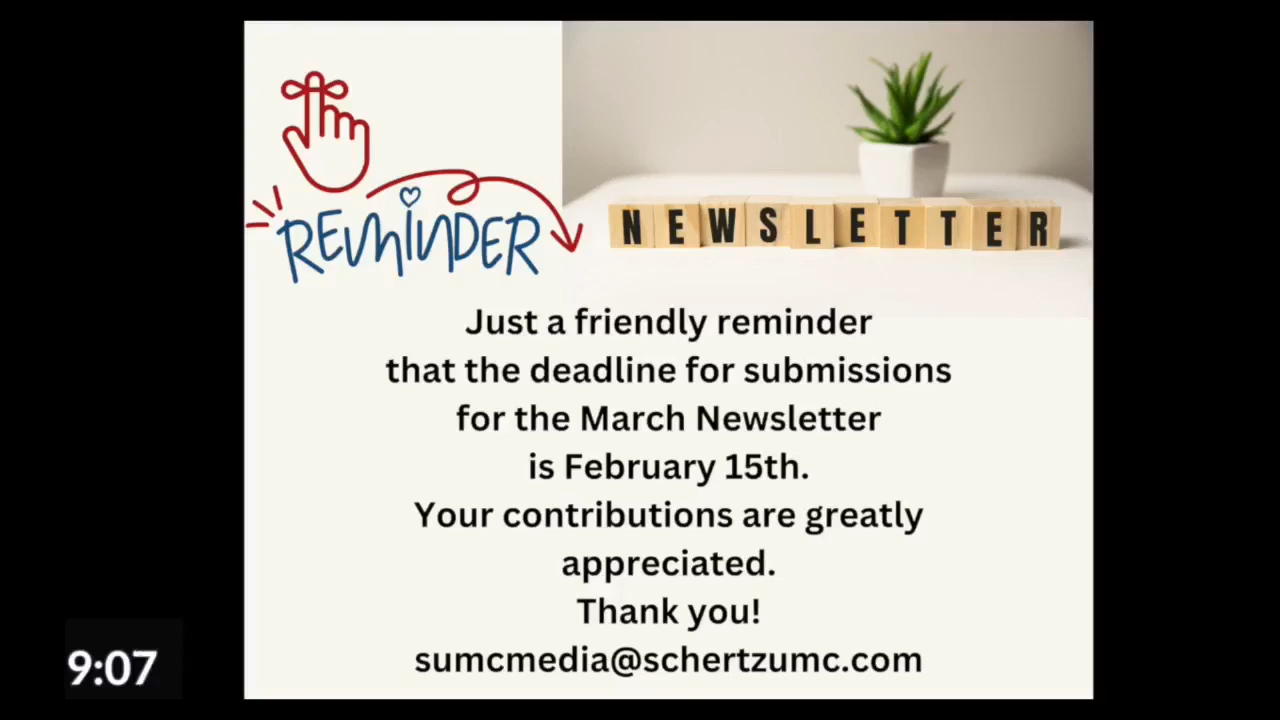 REMINDER
NEWSLETTER
Just a friendly reminder
that the deadline for submissions
for the March Newsletter
is February 15th.
Your contributions are greatly
appreciated.
Thank you!
sumcmedia@schertzumc.com
9:07